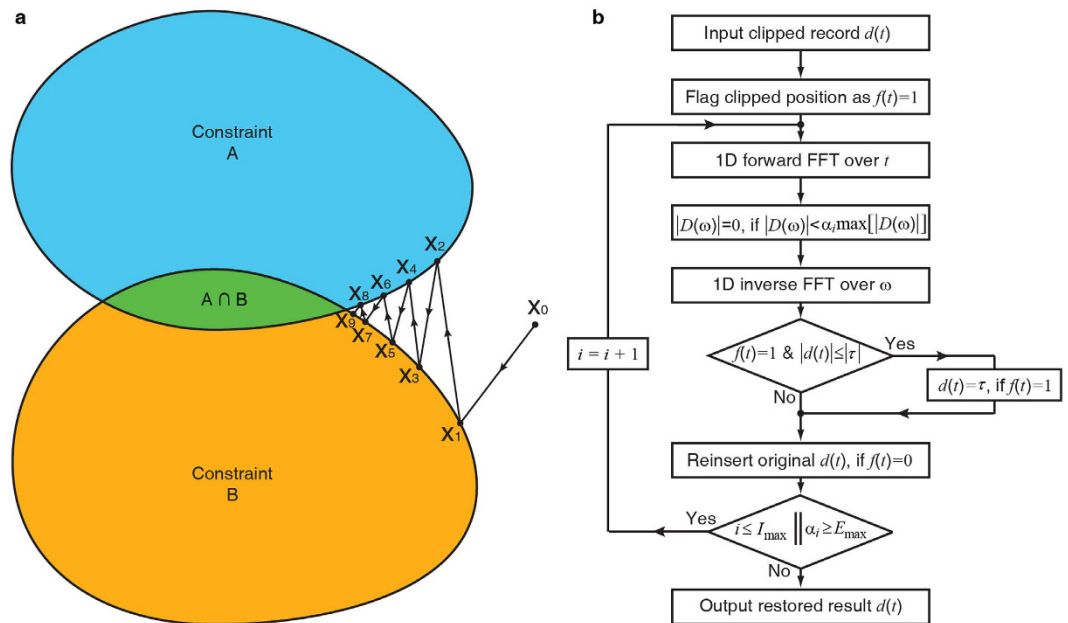 a
Constraint
A
A ∩ B
Constraint
B
X0
X1
X2
X3
X4
X5
X6
X7
X8
X9
b
Input clipped record d(t)
Flag clipped position as f(t)=1
1D forward FFT over t
|D(ω)|=0, if |D(ω)|<αᵢmax[|D(ω)|]
1D inverse FFT over ω
f(t)=1 & |d(t)|≤|τ|
Yes
d(t)=τ, if f(t)=1
No
i = i + 1
Reinsert original d(t), if f(t)=0
Yes
i ≤ Imax || αᵢ ≥ Emax
No
Output restored result d(t)